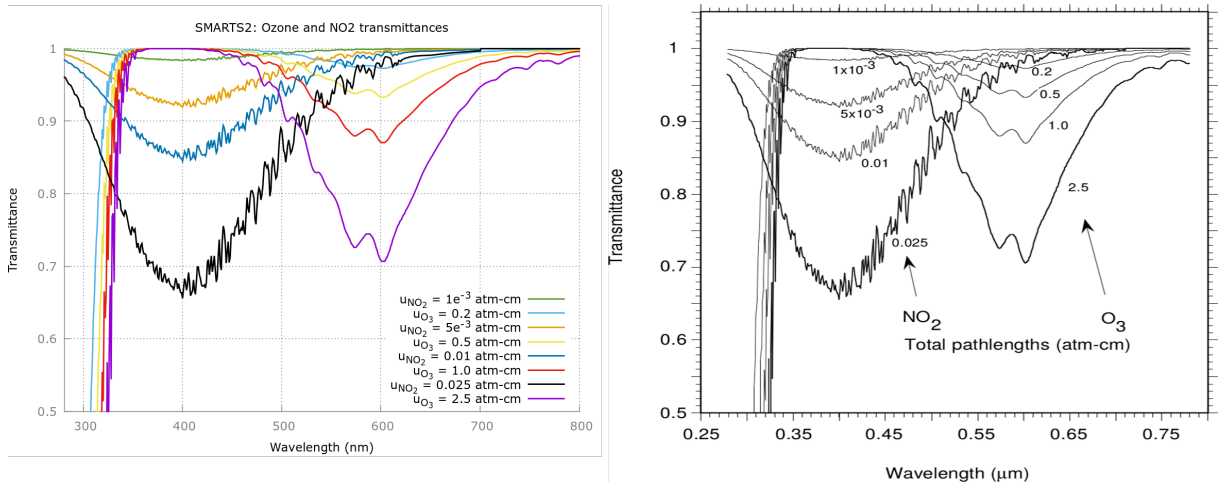 SMARTS2: Ozone and NO2 transmittances
Transmittance
1
0.9
0.8
0.7
0.6
0.5
300
400
500
600
700
800
Wavelength (nm)
uNO2 = 1e-3 atm-cm
uO3 = 0.2 atm-cm
uNO2 = 5e-3 atm-cm
uO3 = 0.5 atm-cm
uNO2 = 0.01 atm-cm
uO3 = 1.0 atm-cm
uNO2 = 0.025 atm-cm
uO3 = 2.5 atm-cm
Transmittance
1
0.9
0.8
0.7
0.6
0.5
0.25
0.35
0.45
0.55
0.65
0.75
Wavelength (μm)
1x10-3
5x10-3
0.01
0.025
0.2
0.5
1.0
2.5
NO2
O3
Total pathlengths (atm-cm)